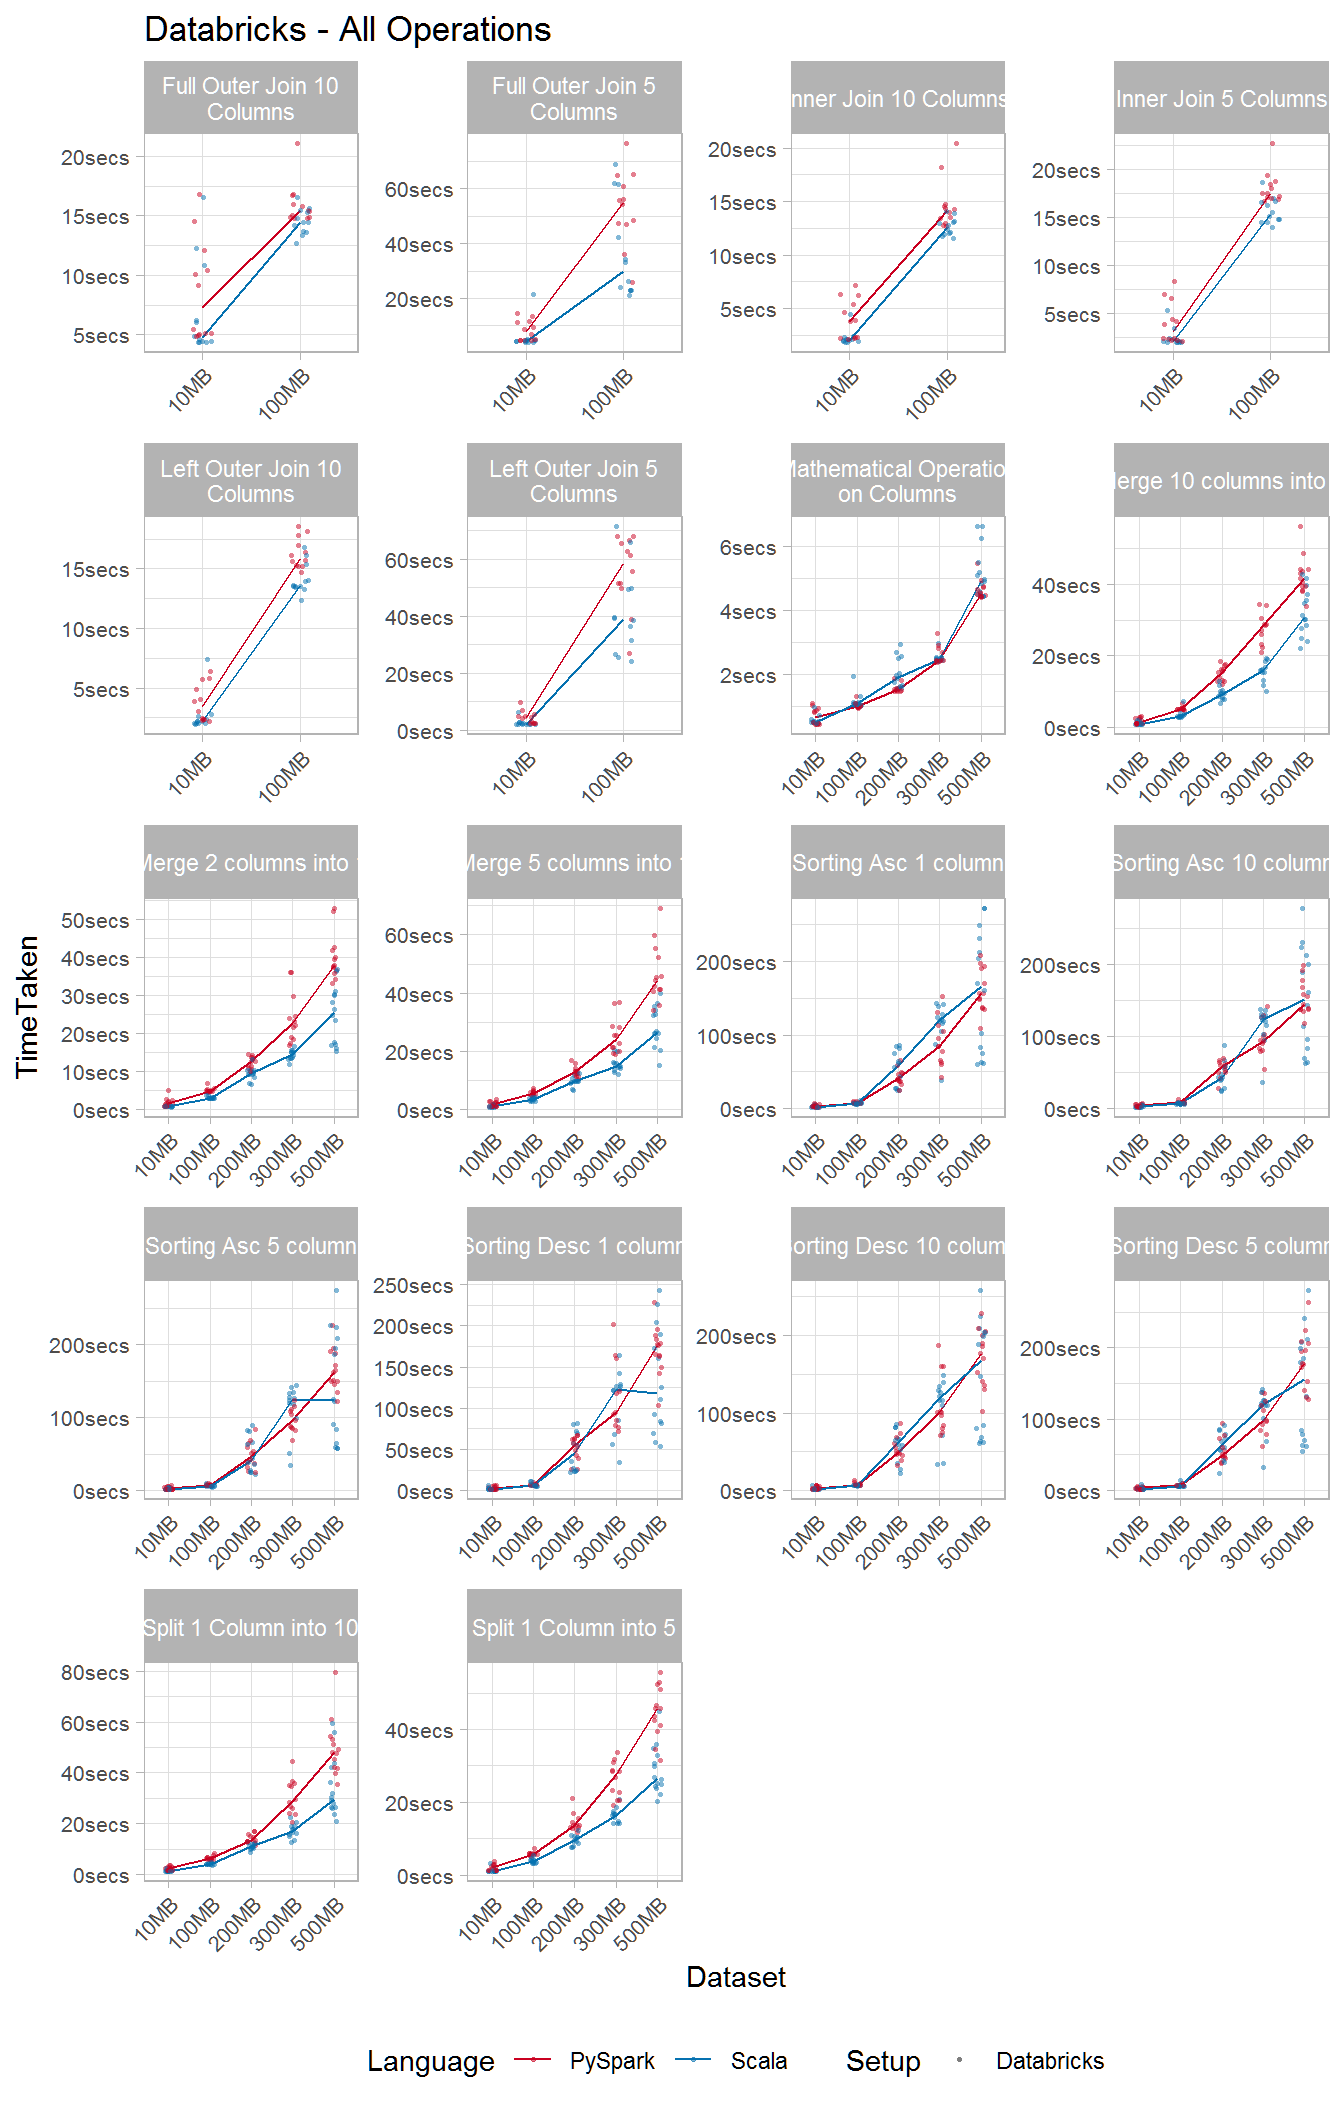 Databricks - All Operations
Full Outer Join 10
Columns
Full Outer Join 5
Columns
nner Join 10 Columns
Inner Join 5 Columns
20secs
15secs
10secs
5secs
60secs
40secs
20secs
20secs
15secs
10secs
5secs
20secs
15secs
10secs
5secs
10MB
100MB
10MB
100MB
10MB
100MB
10MB
100MB
Left Outer Join 10
Columns
Left Outer Join 5
Columns
Mathematical Operatio
on Columns
Merge 10 columns into
15secs
10secs
5secs
60secs
40secs
20secs
0secs
6secs
4secs
2secs
40secs
20secs
0secs
10MB
100MB
10MB
100MB
10MB
100MB
200MB
300MB
500MB
10MB
100MB
200MB
300MB
500MB
Merge 2 columns into 1
Merge 5 columns into 1
Sorting Asc 1 column
Sorting Asc 10 column
50secs
40secs
30secs
20secs
10secs
0secs
60secs
40secs
20secs
0secs
200secs
100secs
0secs
200secs
100secs
0secs
10MB
100MB
200MB
300MB
500MB
10MB
100MB
200MB
300MB
500MB
10MB
100MB
200MB
300MB
500MB
10MB
100MB
200MB
300MB
500MB
TimeTaken
Sorting Asc 5 column
Sorting Desc 1 column
Sorting Desc 10 colum
Sorting Desc 5 column
200secs
100secs
0secs
250secs
200secs
150secs
100secs
50secs
0secs
200secs
100secs
0secs
200secs
100secs
0secs
10MB
100MB
200MB
300MB
500MB
10MB
100MB
200MB
300MB
500MB
10MB
100MB
200MB
300MB
500MB
10MB
100MB
200MB
300MB
500MB
Split 1 Column into 10
Split 1 Column into 5
80secs
60secs
40secs
20secs
0secs
40secs
20secs
0secs
10MB
100MB
200MB
300MB
500MB
10MB
100MB
200MB
300MB
500MB
Dataset
Language PySpark Scala Setup Databricks